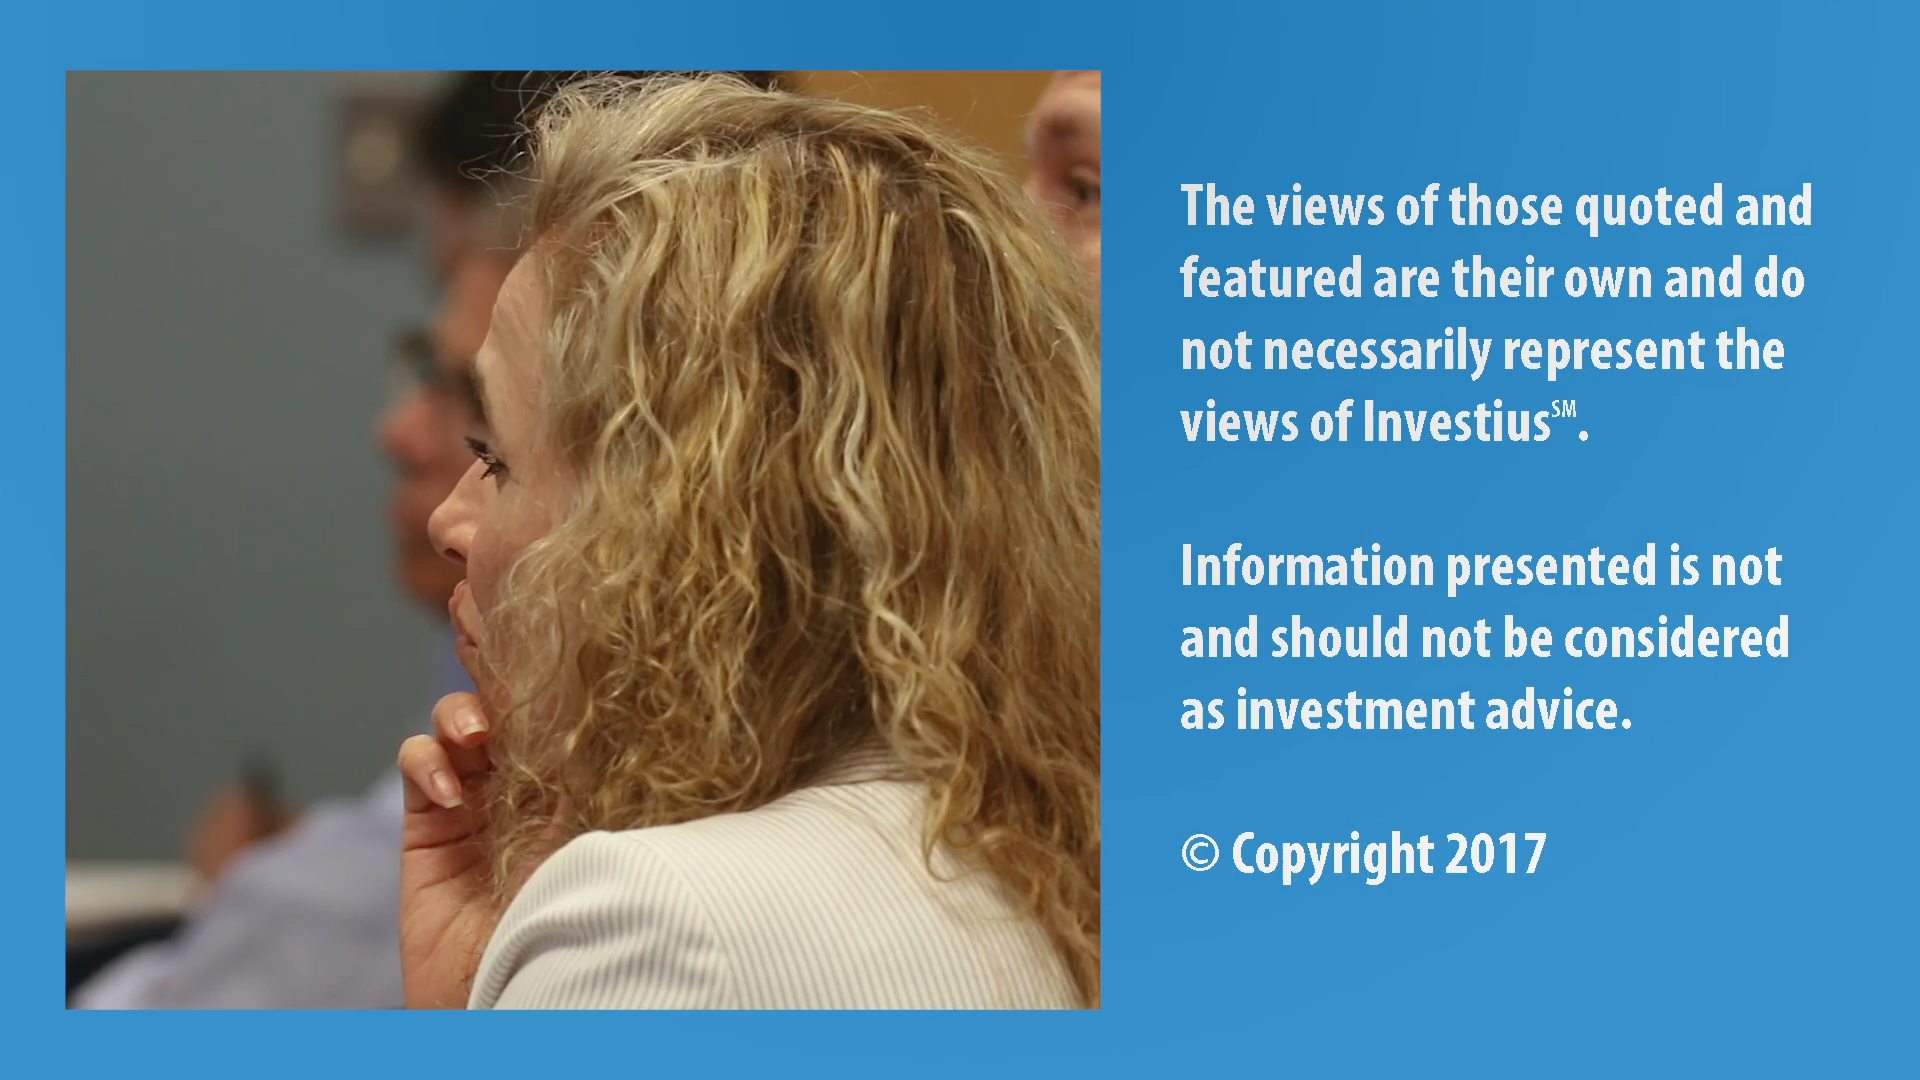 The views of those quoted and
featured are their own and do
not necessarily represent the
views of Investius℠.
Information presented is not
and should not be considered
as investment advice.
© Copyright 2017